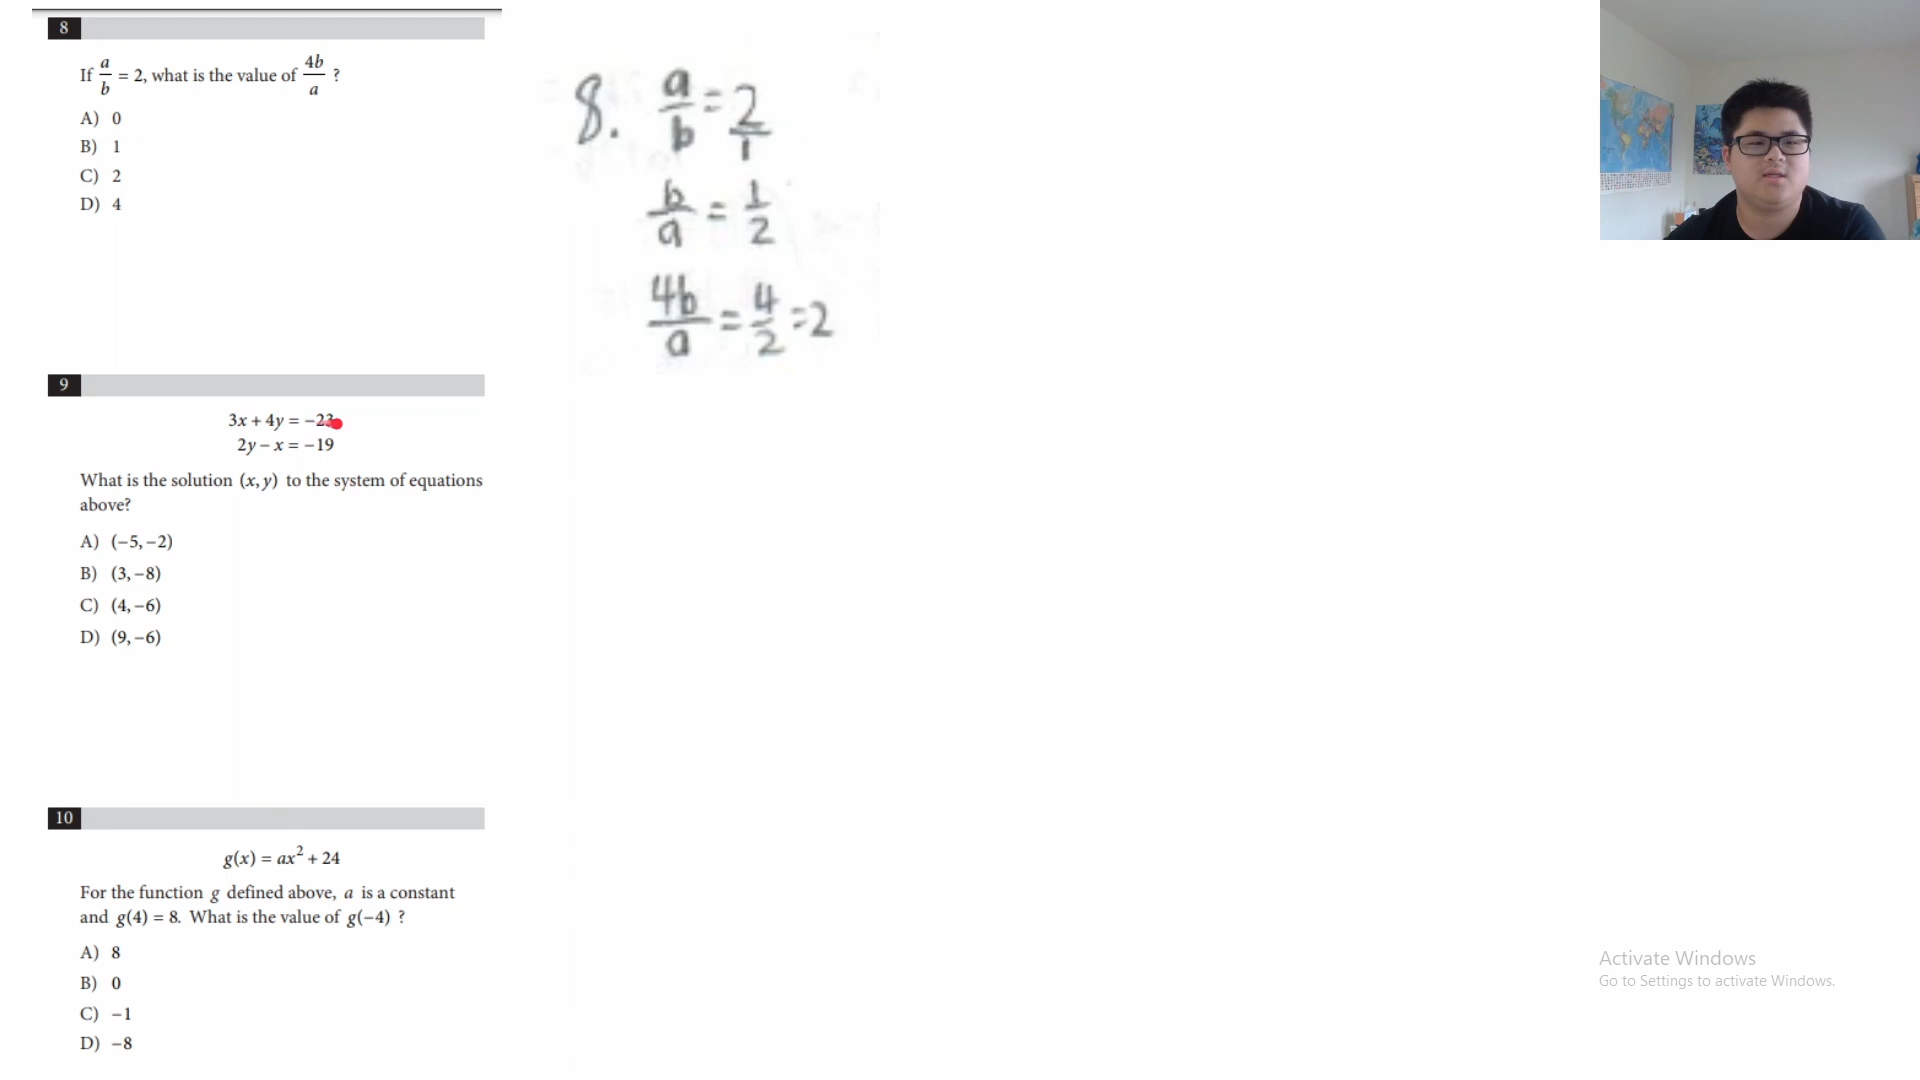 8
If a/b = 2, what is the value of 4b/a ?
A) 0
B) 1
C) 2
D) 4
8. a/b = 2/1
b/a = 1/2
4b/a = 4/2 = 2
9
3x + 4y = −23
2y − x = −19
What is the solution (x, y) to the system of equations
above?
A) (−5, −2)
B) (3, −8)
C) (4, −6)
D) (9, −6)
10
g(x) = ax² + 24
For the function g defined above, a is a constant
and g(4) = 8. What is the value of g(−4) ?
A) 8
B) 0
C) −1
D) −8
Activate Windows
Go to Settings to activate Windows.